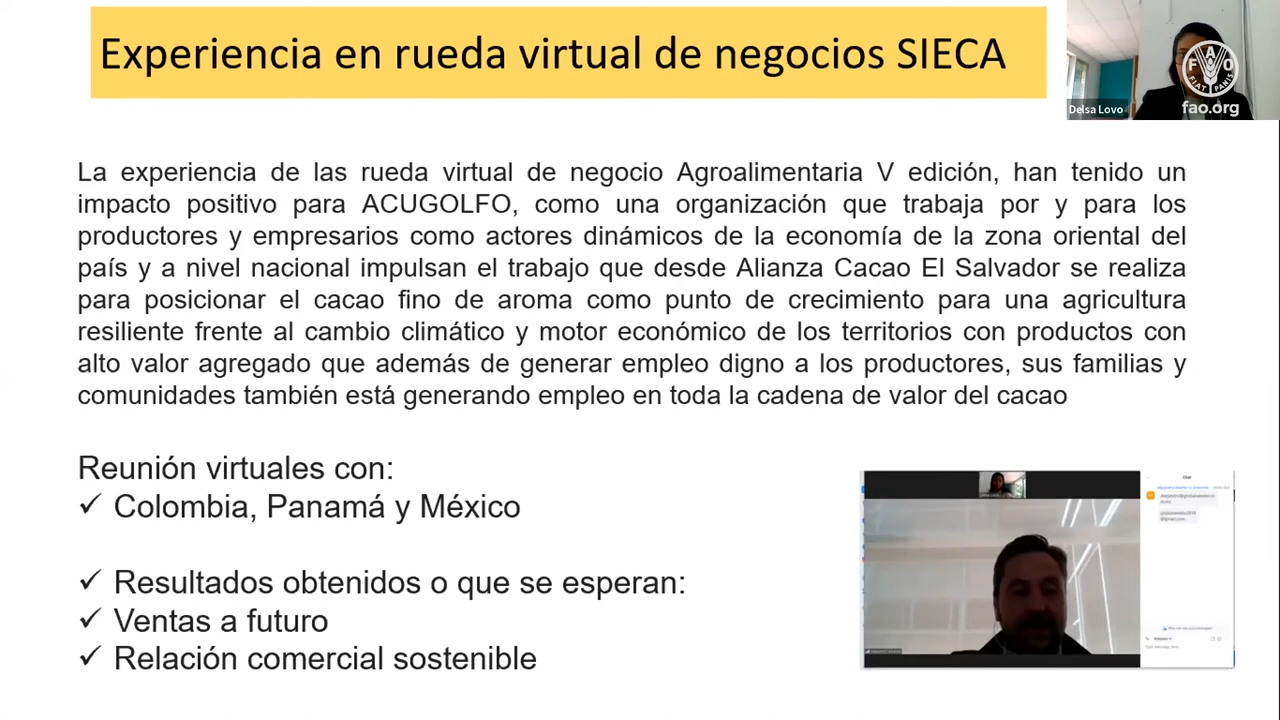 Experiencia en rueda virtual de negocios SIECA
Delsa Lovo
FAO
FIAT PANIS
fao.org
La experiencia de las rueda virtual de negocio Agroalimentaria V edición, han tenido un
impacto positivo para ACUGOLFO, como una organización que trabaja por y para los
productores y empresarios como actores dinámicos de la economía de la zona oriental del
país y a nivel nacional impulsan el trabajo que desde Alianza Cacao El Salvador se realiza
para posicionar el cacao fino de aroma como punto de crecimiento para una agricultura
resiliente frente al cambio climático y motor económico de los territorios con productos con
alto valor agregado que además de generar empleo digno a los productores, sus familias y
comunidades también está generando empleo en toda la cadena de valor del cacao
Reunión virtuales con:
✓ Colombia, Panamá y México
✓ Resultados obtenidos o que se esperan:
✓ Ventas a futuro
✓ Relación comercial sostenible
Chat